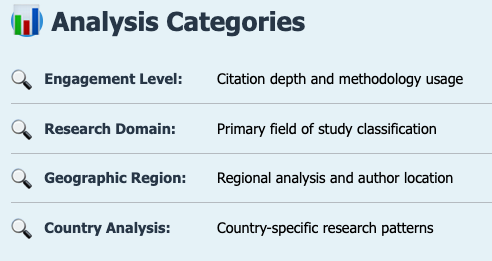 Analysis Categories
Engagement Level: Citation depth and methodology usage
Research Domain: Primary field of study classification
Geographic Region: Regional analysis and author location
Country Analysis: Country-specific research patterns